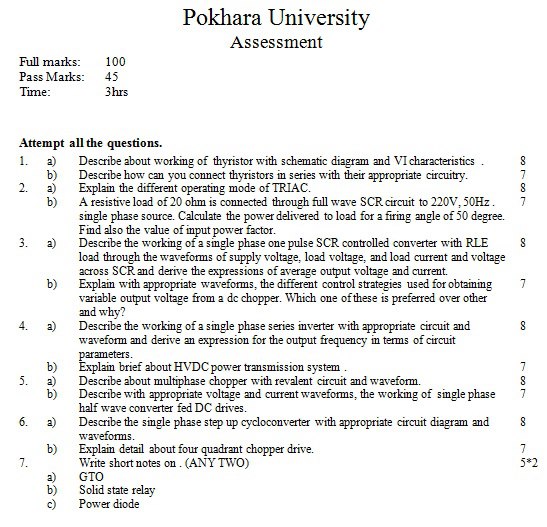 Pokhara University
Assessment
Full marks: 100
Pass Marks: 45
Time: 3hrs
Attempt all the questions.
1. a) Describe about working of thyristor with schematic diagram and VI characteristics . 8
b) Describe how can you connect thyristors in series with their appropriate circuitry. 7
2. a) Explain the different operating mode of TRIAC. 8
b) A resistive load of 20 ohm is connected through full wave SCR circuit to 220V, 50Hz . 7
single phase source. Calculate the power delivered to load for a firing angle of 50 degree.
Find also the value of input power factor.
3. a) Describe the working of a single phase one pulse SCR controlled converter with RLE 8
load through the waveforms of supply voltage, load voltage, and load current and voltage
across SCR and derive the expressions of average output voltage and current.
b) Explain with appropriate waveforms, the different control strategies used for obtaining 7
variable output voltage from a dc chopper. Which one of these is preferred over other
and why?
4. a) Describe the working of a single phase series inverter with appropriate circuit and 8
waveform and derive an expression for the output frequency in terms of circuit
parameters.
b) Explain brief about HVDC power transmission system . 7
5. a) Describe about multiphase chopper with revalent circuit and waveform. 8
b) Describe with appropriate voltage and current waveforms, the working of single phase 7
half wave converter fed DC drives.
6. a) Describe the single phase step up cycloconverter with appropriate circuit diagram and 8
waveforms.
b) Explain detail about four quadrant chopper drive. 7
7. Write short notes on . (ANY TWO) 5*2
a) GTO
b) Solid state relay
c) Power diode